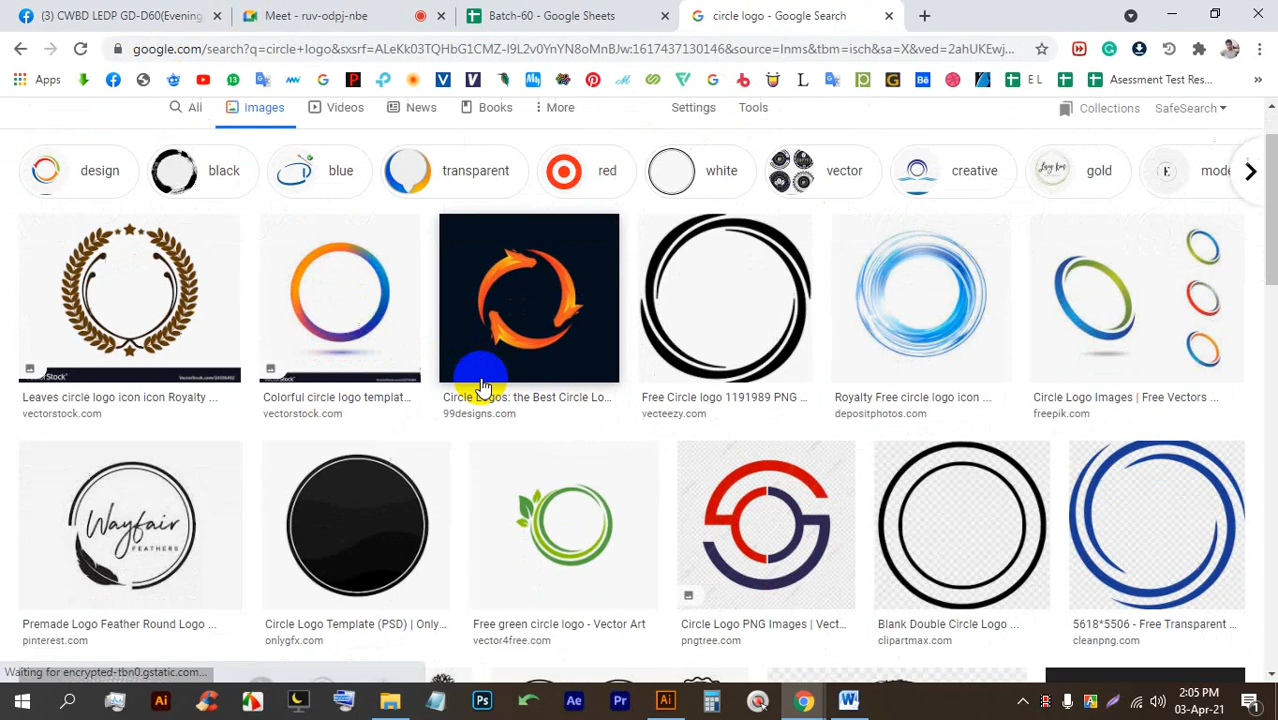 (3) CWBD LEDP GD-D60(Evening
Meet - ruv-odpj-nbe
Batch-60 - Google Sheets
circle logo - Google Search
google.com/search?q=circle+logo&sxsrf=ALeKk03TQHbG1CMZ-I9L2v0YnYN8oMnBJw:1617437130146&source=lnms&tbm=isch&sa=X&ved=2ahUKEwj...
Apps
E L
Asessment Test Res...
All
Images
Videos
News
Books
More
Settings
Tools
Collections
SafeSearch
design
black
blue
transparent
red
white
vector
creative
gold
mode
Leaves circle logo icon icon Royalty ...
vectorstock.com
Colorful circle logo templat...
vectorstock.com
Circle Logos: the Best Circle Lo...
99designs.com
Free Circle logo 1191989 PNG ...
vecteezy.com
Royalty Free circle logo icon ...
depositphotos.com
Circle Logo Images | Free Vectors ...
freepik.com
Wayfair
FEATHERS
Premade Logo Feather Round Logo ...
pinterest.com
Circle Logo Template (PSD) | Only...
onlygfx.com
Free green circle logo - Vector Art
vector4free.com
Circle Logo PNG Images | Vect...
pngtree.com
Blank Double Circle Logo ...
clipartmax.com
5618*5506 - Free Transparent ...
cleanpng.com
Waiting for encrypted-tbn0.gstatic.com...
2:05 PM
03-Apr-21